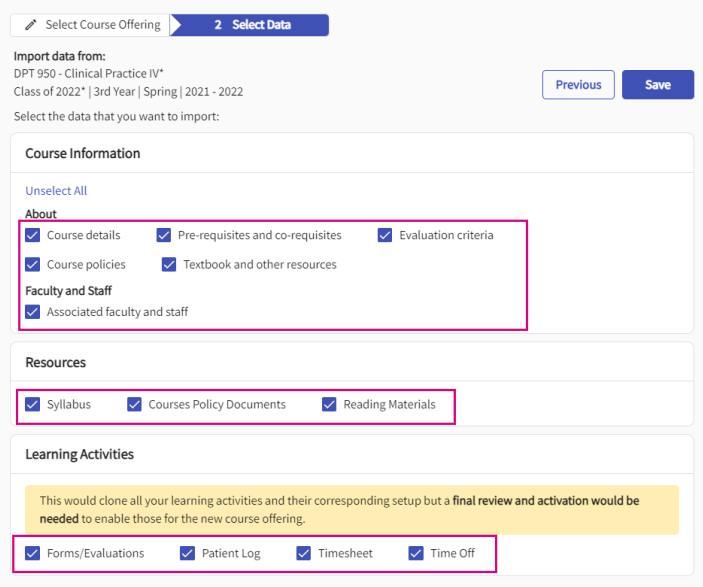 Select Course Offering 2 Select Data
Import data from:
DPT 950 - Clinical Practice IV*
Class of 2022* | 3rd Year | Spring | 2021 - 2022
Previous Save
Select the data that you want to import:
Course Information
Unselect All
About
Course details Pre-requisites and co-requisites Evaluation criteria
Course policies Textbook and other resources
Faculty and Staff
Associated faculty and staff
Resources
Syllabus Courses Policy Documents Reading Materials
Learning Activities
This would clone all your learning activities and their corresponding setup but a final review and activation would be
needed to enable those for the new course offering.
Forms/Evaluations Patient Log Timesheet Time Off